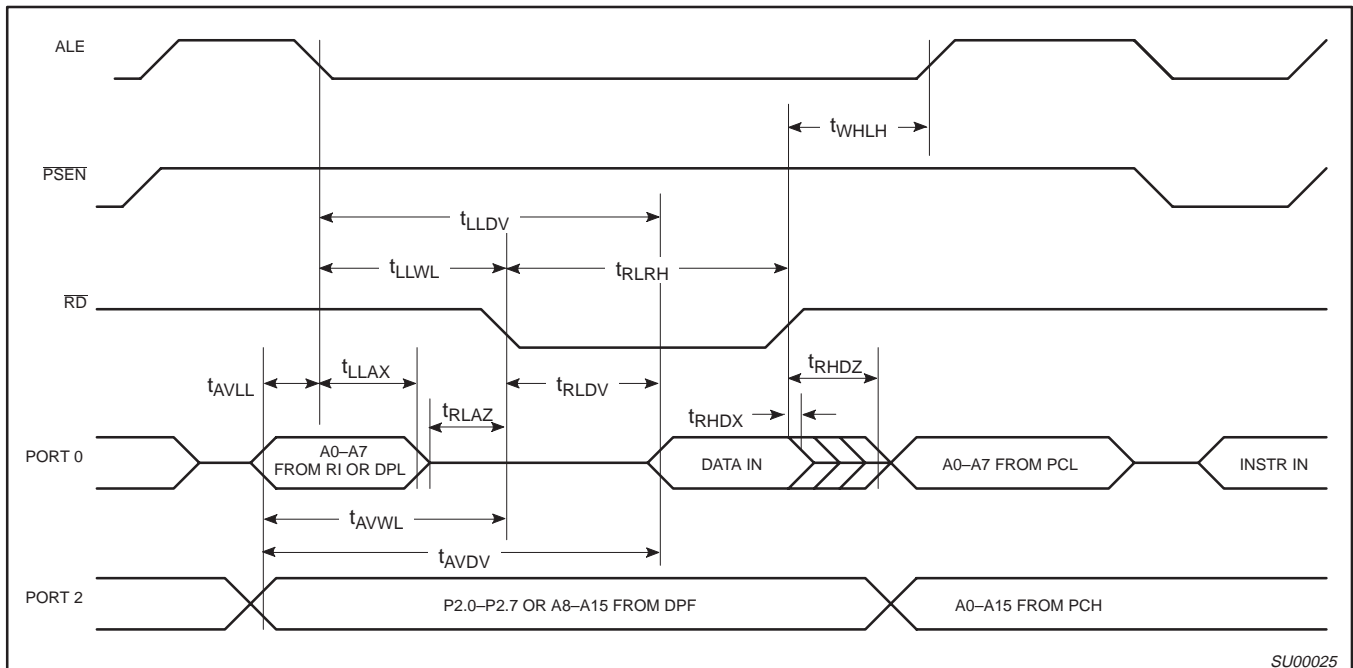 ALE
tWHLH
PSEN
tLLDV
tLLWL
tRLRH
RD
tAVLL
tLLAX
tRLDV
tRHDZ
tRLAZ
tRHDX
PORT 0
A0–A7
FROM RI OR DPL
DATA IN
A0–A7 FROM PCL
INSTR IN
tAVWL
tAVDV
PORT 2
P2.0–P2.7 OR A8–A15 FROM DPF
A0–A15 FROM PCH
SU00025